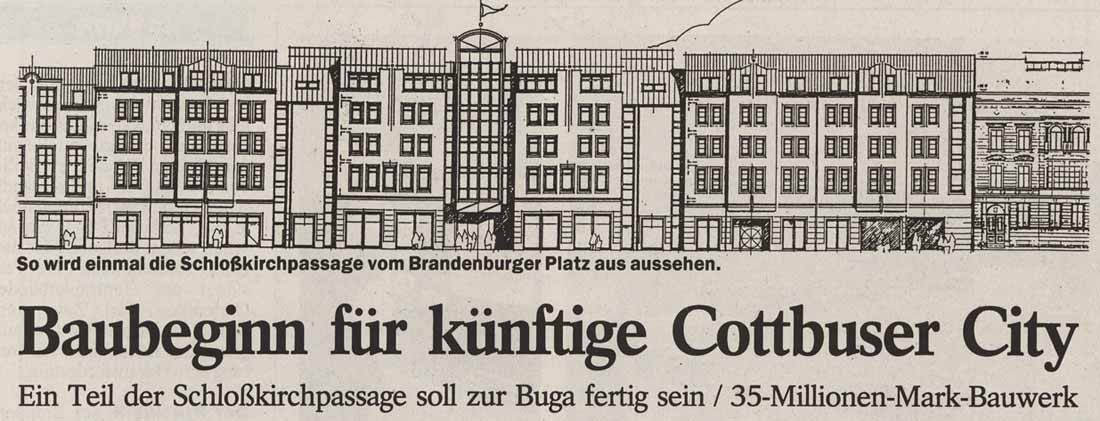 So wird einmal die Schloßkirchpassage vom Brandenburger Platz aus aussehen.
Baubeginn für künftige Cottbuser City
Ein Teil der Schloßkirchpassage soll zur Buga fertig sein / 35-Millionen-Mark-Bauwerk